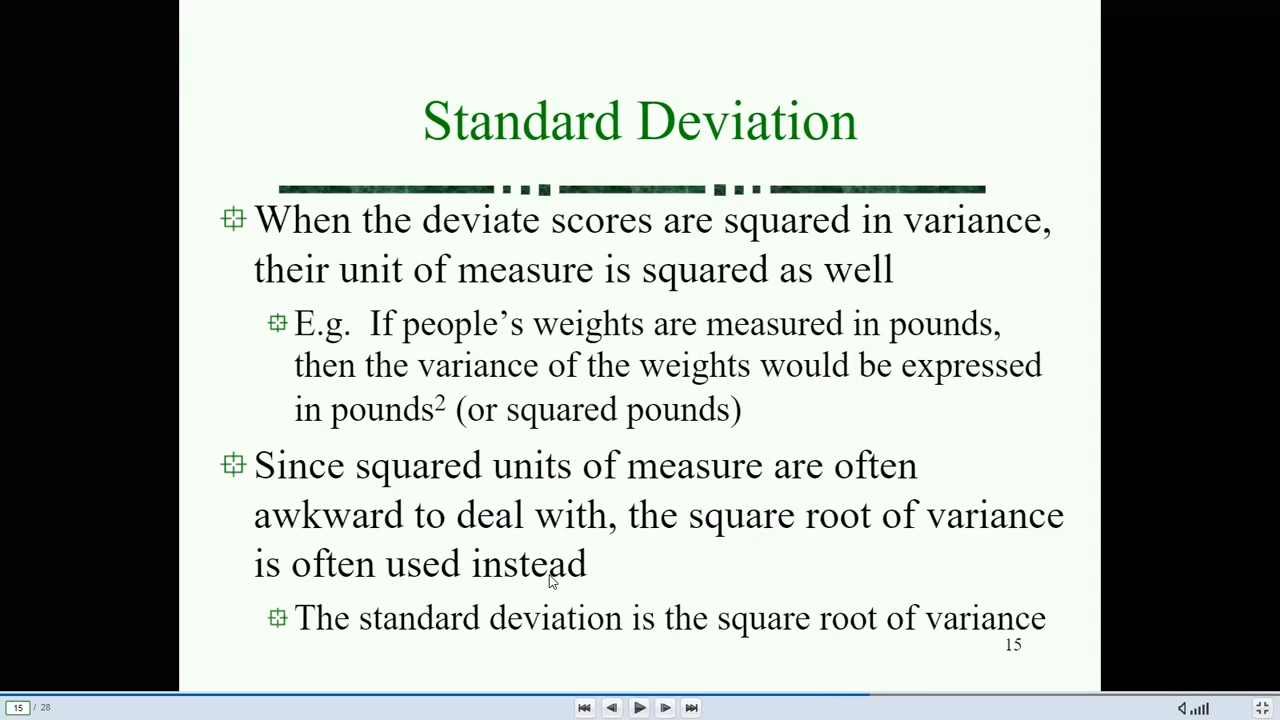 Standard Deviation
When the deviate scores are squared in variance,
their unit of measure is squared as well
E.g. If people’s weights are measured in pounds,
then the variance of the weights would be expressed
in pounds² (or squared pounds)
Since squared units of measure are often
awkward to deal with, the square root of variance
is often used instead
The standard deviation is the square root of variance
15
15 / 28